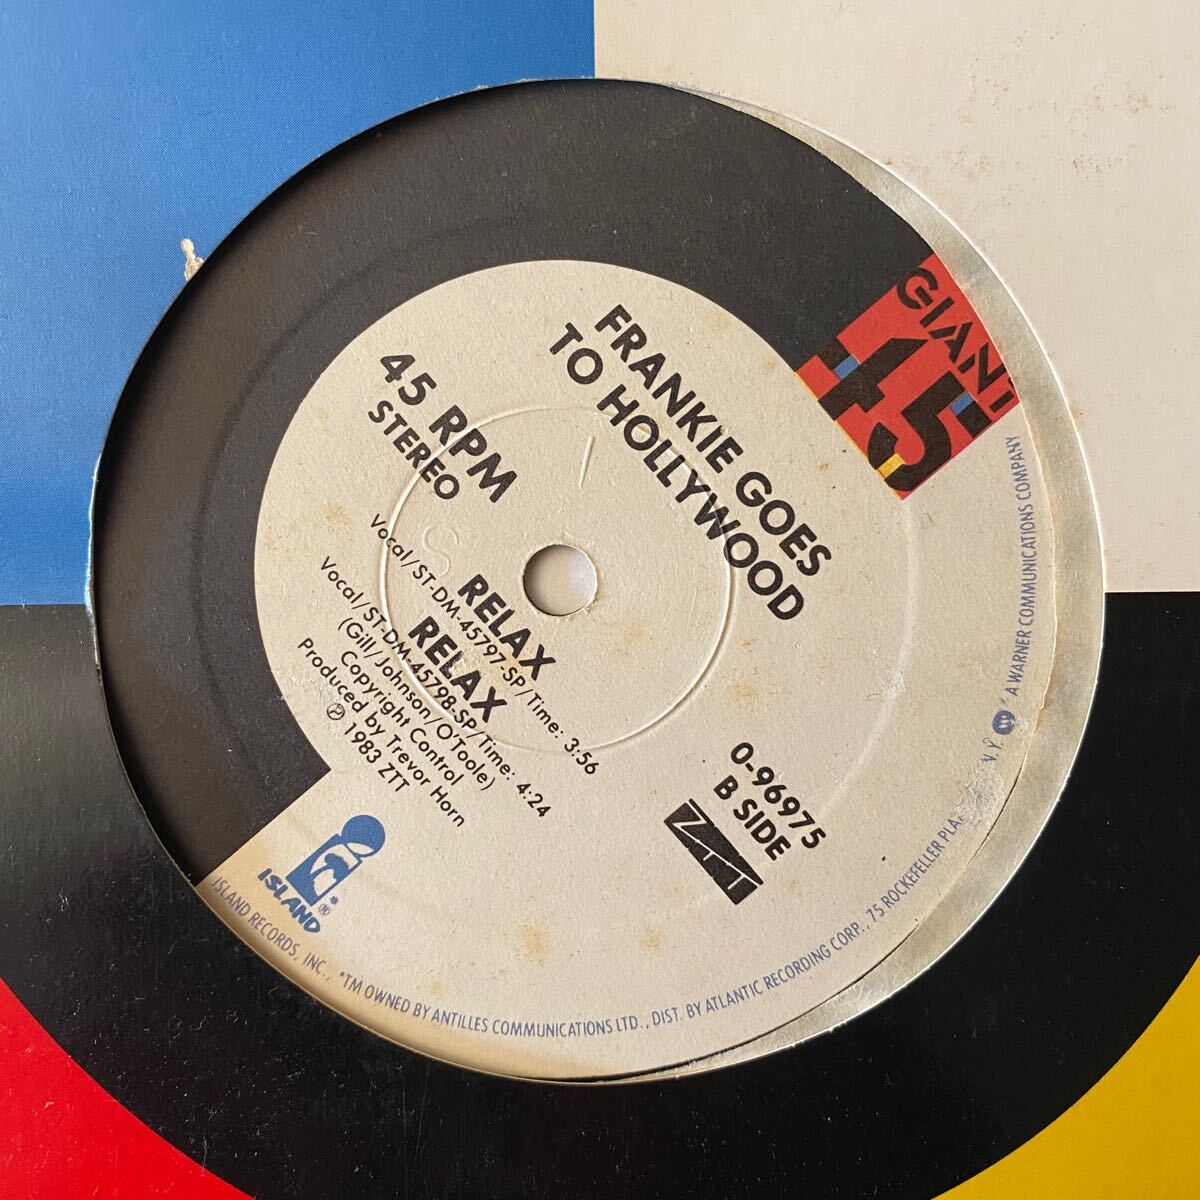 GIANT
45
FRANKIE GOES
TO HOLLYWOOD
45 RPM
STEREO
RELAX
Vocal/ST-DM-45797-SP/Time: 3:56
RELAX
Vocal/ST-DM-45798-SP/Time: 4:24
(Gill/Johnson/O'Toole)
Copyright Control
Produced by Trevor Horn
℗ 1983 ZTT
0-96975
B SIDE
ZTT
ISLAND®*
ISLAND RECORDS, INC., *TM OWNED BY ANTILLES COMMUNICATIONS LTD., DIST. BY ATLANTIC RECORDING CORP., 75 ROCKEFELLER N.Y. A WARNER COMMUNICATIONS COMPANY